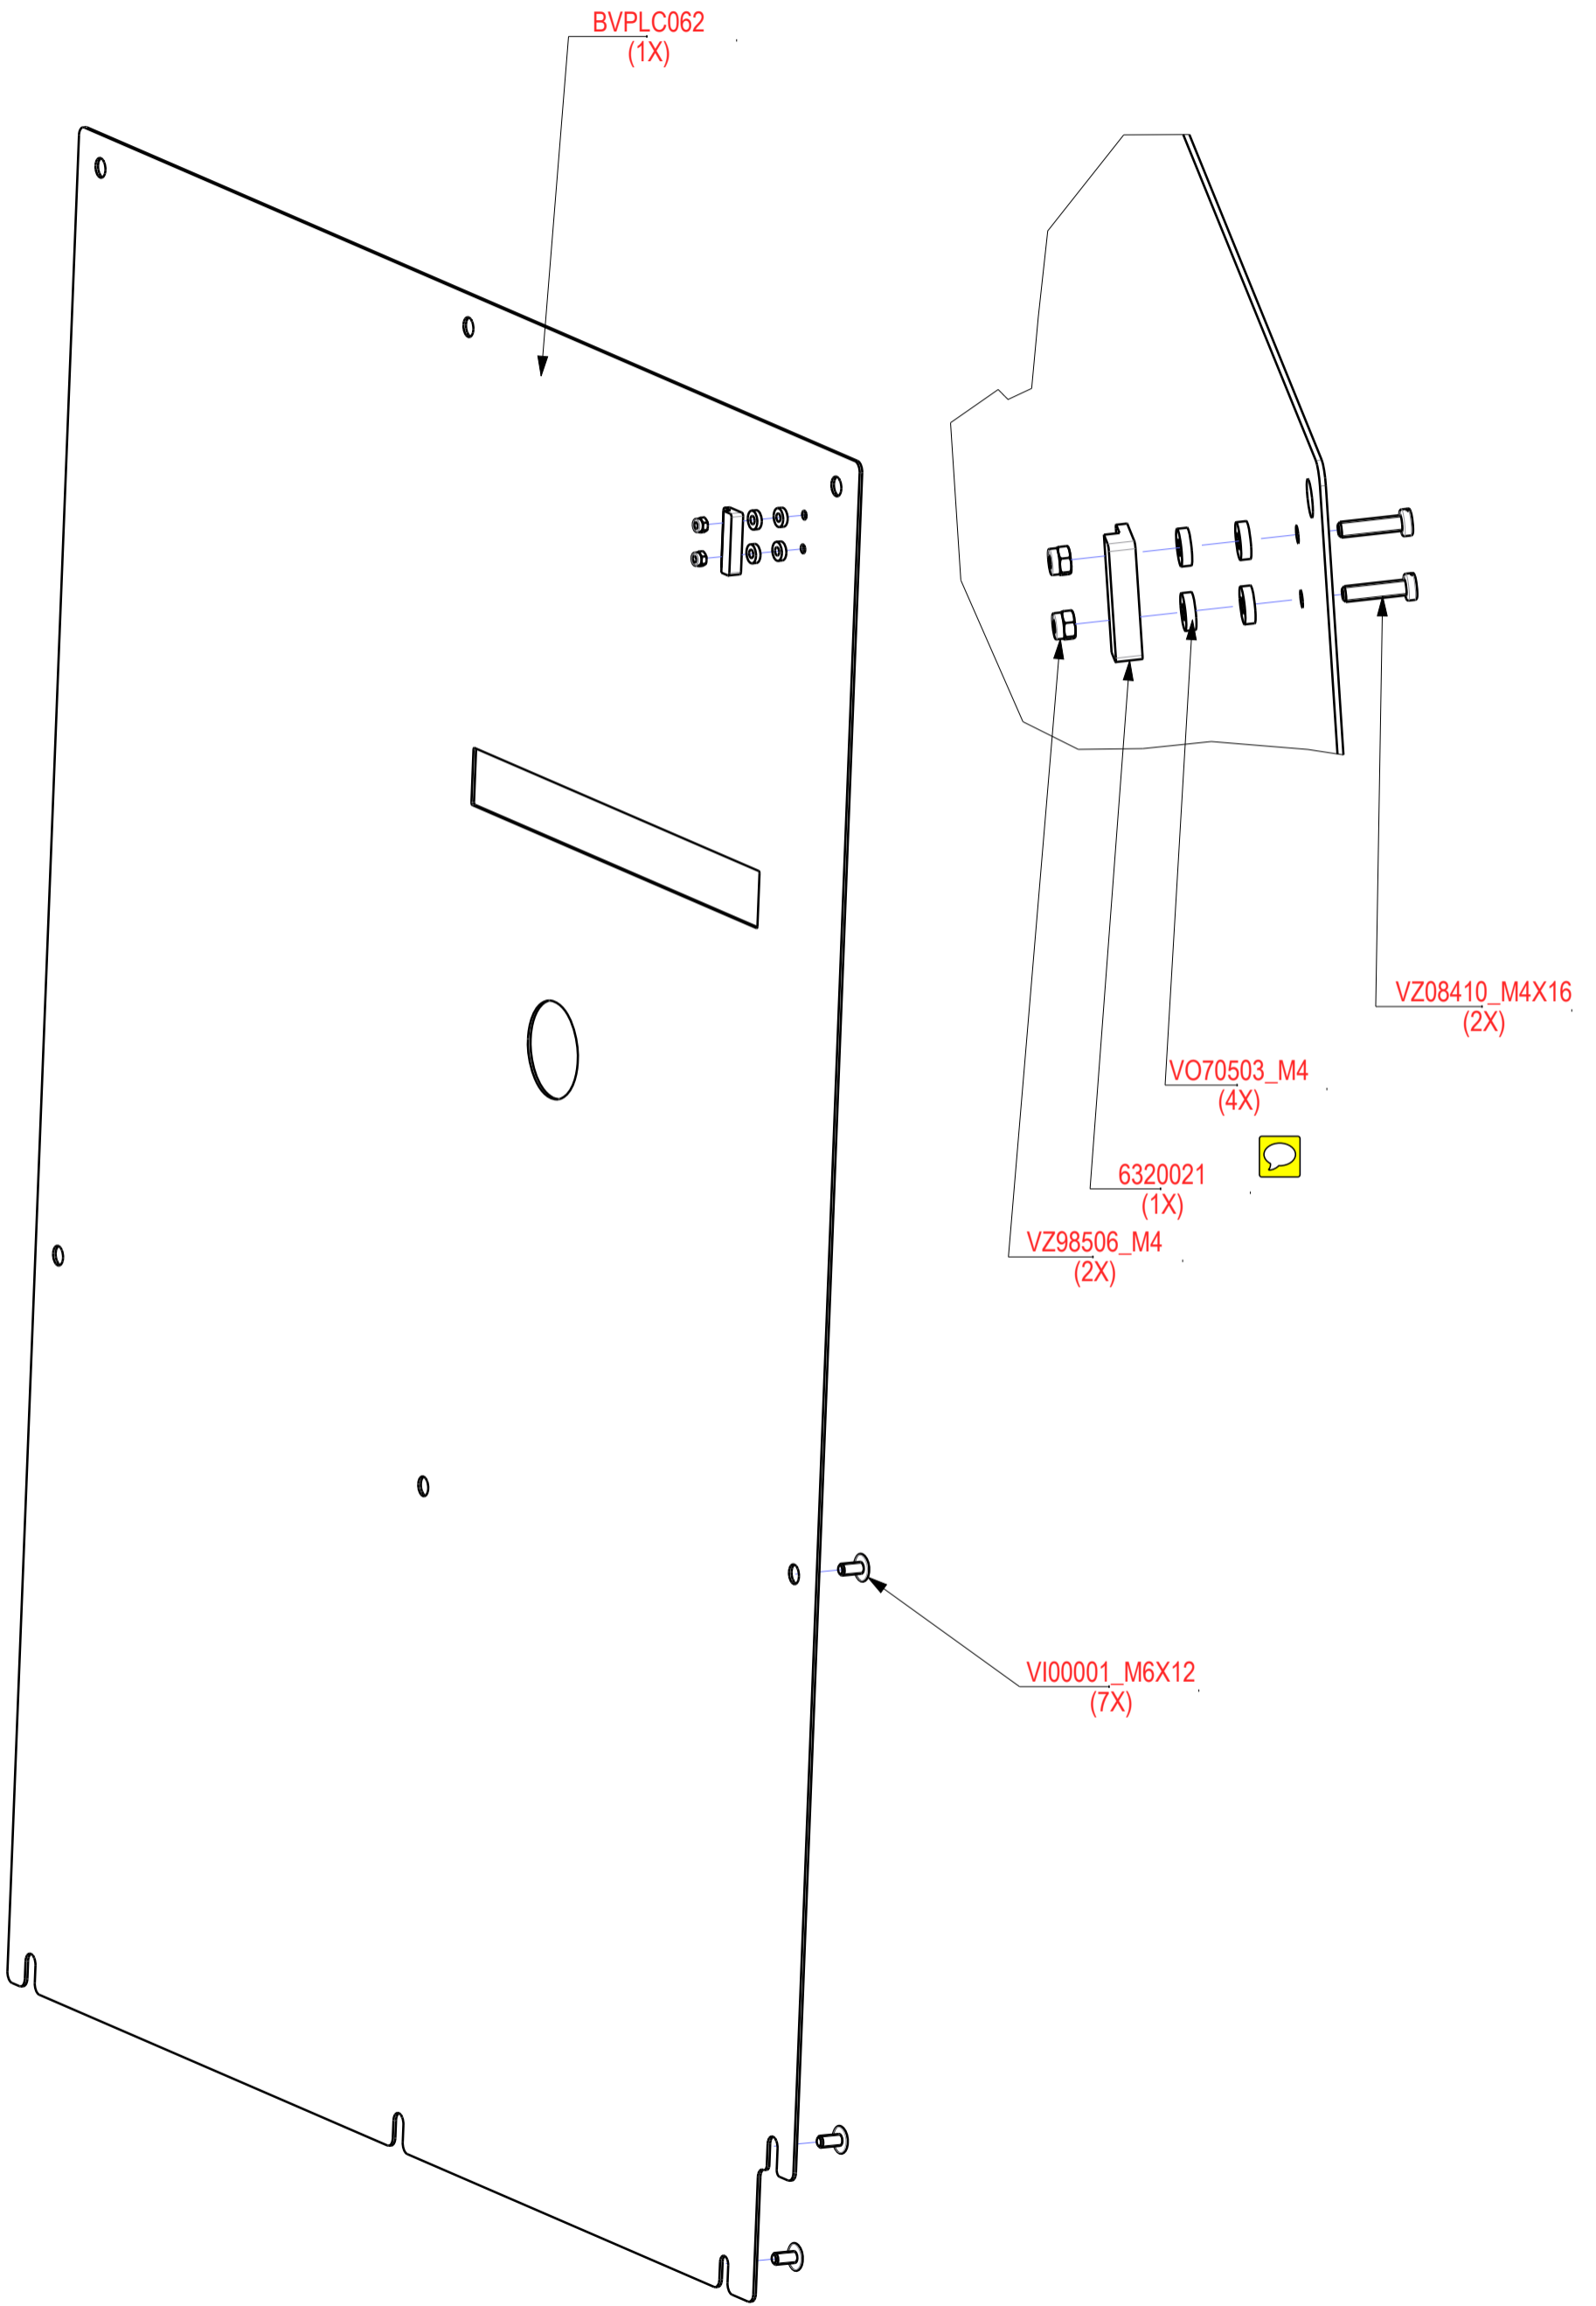 BVPLC062
(1X)
VZ08410_M4X16
(2X)
VO70503_M4
(4X)
6320021
(1X)
VZ98506_M4
(2X)
VI00001_M6X12
(7X)